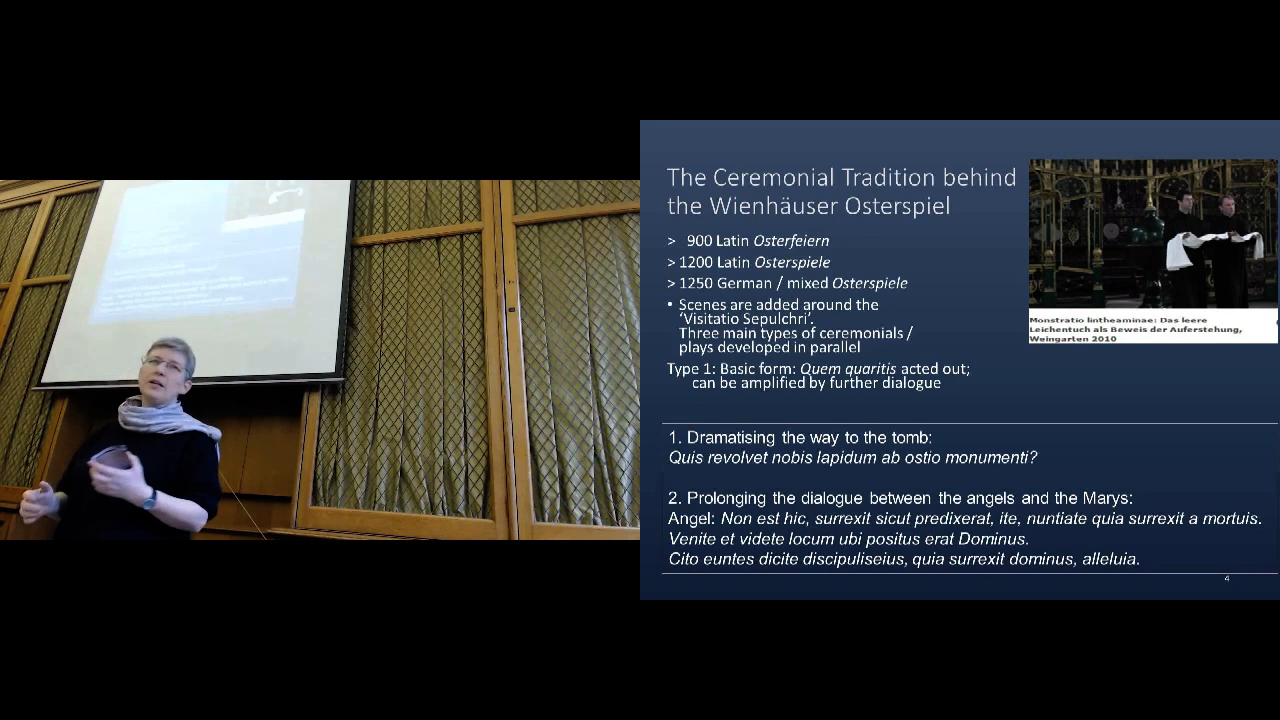 The Ceremonial Tradition behind
the Wienhäuser Osterspiel
> 900 Latin Osterfeiern
> 1200 Latin Osterspiele
> 1250 German / mixed Osterspiele
• Scenes are added around the
‘Visitatio Sepulchri’.
Three main types of ceremonials /
plays developed in parallel
Type 1: Basic form: Quem quaritis acted out;
can be amplified by further dialogue
Monstratio linteaminae: Das leere
Leichentuch als Beweis der Auferstehung,
Weingarten 2010
1. Dramatising the way to the tomb:
Quis revolvet nobis lapidum ab ostio monumenti?
2. Prolonging the dialogue between the angels and the Marys:
Angel: Non est hic, surrexit sicut predixerat, ite, nuntiate quia surrexit a mortuis.
Venite et videte locum ubi positus erat Dominus.
Cito euntes dicite discipuliseius, quia surrexit dominus, alleluia.
4